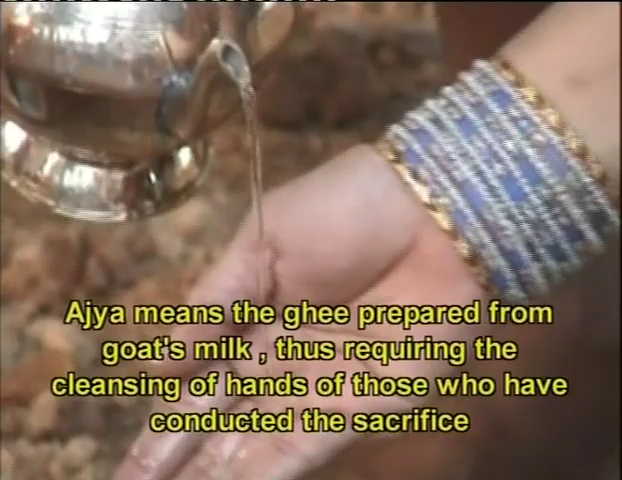 Ajya means the ghee prepared from
goat's milk , thus requiring the
cleansing of hands of those who have
conducted the sacrifice